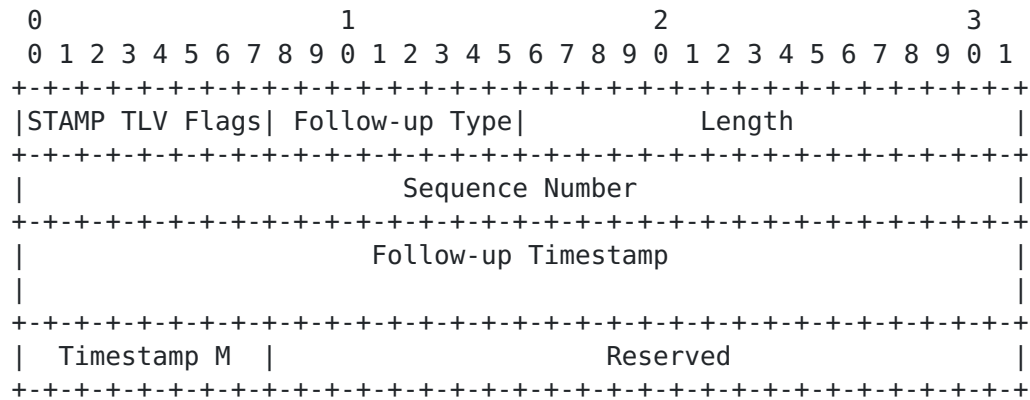 0                   1                   2                   3
 0 1 2 3 4 5 6 7 8 9 0 1 2 3 4 5 6 7 8 9 0 1 2 3 4 5 6 7 8 9 0 1
+-+-+-+-+-+-+-+-+-+-+-+-+-+-+-+-+-+-+-+-+-+-+-+-+-+-+-+-+-+-+-+-+
|STAMP TLV Flags| Follow-up Type|           Length              |
+-+-+-+-+-+-+-+-+-+-+-+-+-+-+-+-+-+-+-+-+-+-+-+-+-+-+-+-+-+-+-+-+
|                        Sequence Number                        |
+-+-+-+-+-+-+-+-+-+-+-+-+-+-+-+-+-+-+-+-+-+-+-+-+-+-+-+-+-+-+-+-+
|                      Follow-up Timestamp                      |
|                                                               |
+-+-+-+-+-+-+-+-+-+-+-+-+-+-+-+-+-+-+-+-+-+-+-+-+-+-+-+-+-+-+-+-+
|  Timestamp M  |                     Reserved                  |
+-+-+-+-+-+-+-+-+-+-+-+-+-+-+-+-+-+-+-+-+-+-+-+-+-+-+-+-+-+-+-+-+